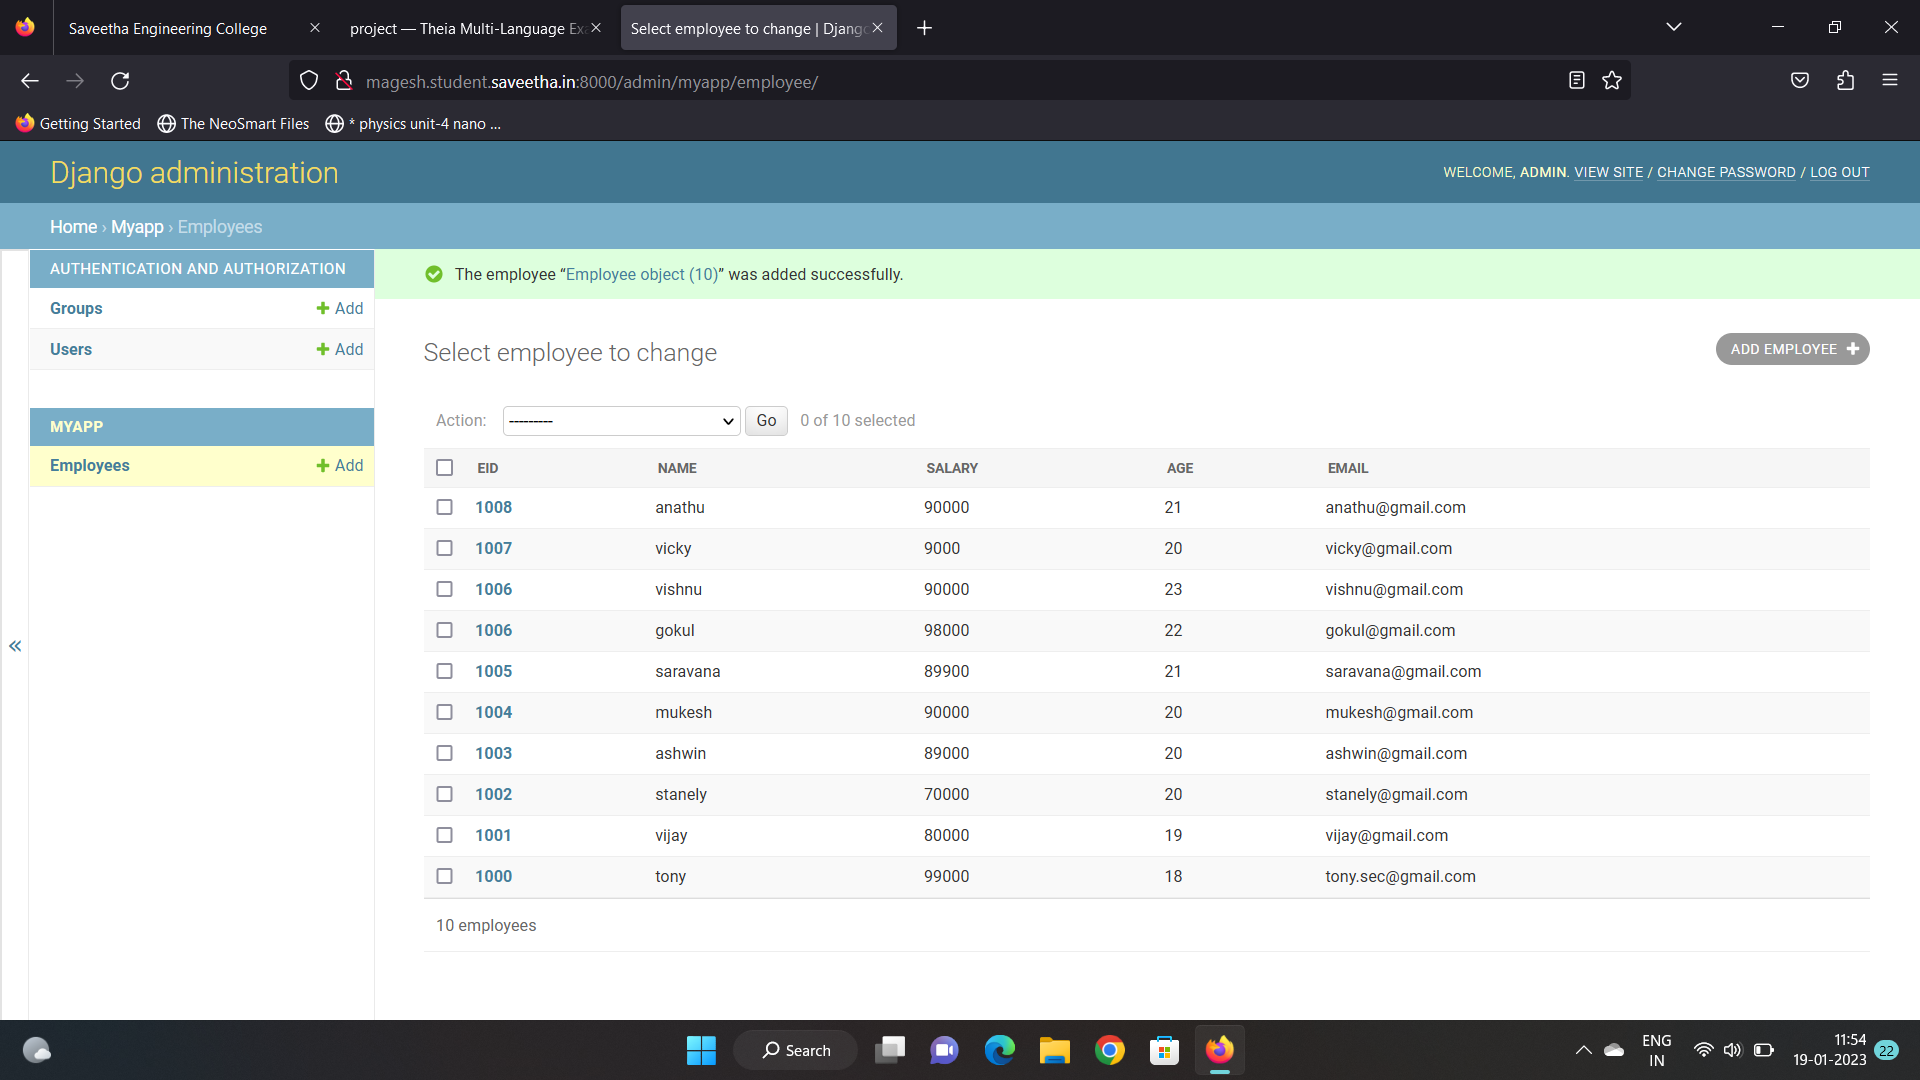 Saveetha Engineering College
project — Theia Multi-Language Ex
Select employee to change | Djang
magesh.student.saveetha.in:8000/admin/myapp/employee/
Getting Started The NeoSmart Files * physics unit-4 nano ...
Django administration
WELCOME, ADMIN. VIEW SITE / CHANGE PASSWORD / LOG OUT
Home › Myapp › Employees
AUTHENTICATION AND AUTHORIZATION
Groups Add
Users Add
MYAPP
Employees Add
«
The employee “Employee object (10)” was added successfully.
Select employee to change
ADD EMPLOYEE +
Action: --------- Go 0 of 10 selected
EID NAME SALARY AGE EMAIL
1008 anathu 90000 21 anathu@gmail.com
1007 vicky 9000 20 vicky@gmail.com
1006 vishnu 90000 23 vishnu@gmail.com
1006 gokul 98000 22 gokul@gmail.com
1005 saravana 89900 21 saravana@gmail.com
1004 mukesh 90000 20 mukesh@gmail.com
1003 ashwin 89000 20 ashwin@gmail.com
1002 stanely 70000 20 stanely@gmail.com
1001 vijay 80000 19 vijay@gmail.com
1000 tony 99000 18 tony.sec@gmail.com
10 employees
Search
ENG
IN
11:54
19-01-2023
22